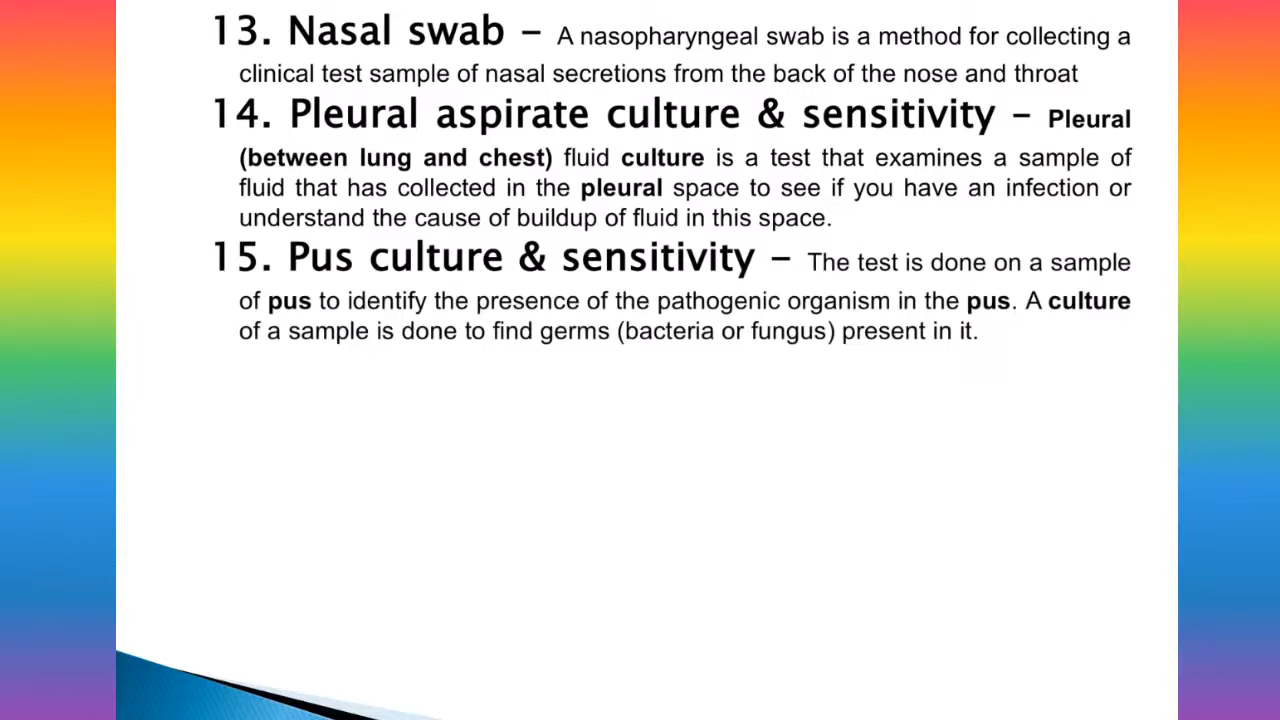 13. Nasal swab – A nasopharyngeal swab is a method for collecting a
clinical test sample of nasal secretions from the back of the nose and throat
14. Pleural aspirate culture & sensitivity – Pleural
(between lung and chest) fluid culture is a test that examines a sample of
fluid that has collected in the pleural space to see if you have an infection or
understand the cause of buildup of fluid in this space.
15. Pus culture & sensitivity – The test is done on a sample
of pus to identify the presence of the pathogenic organism in the pus. A culture
of a sample is done to find germs (bacteria or fungus) present in it.